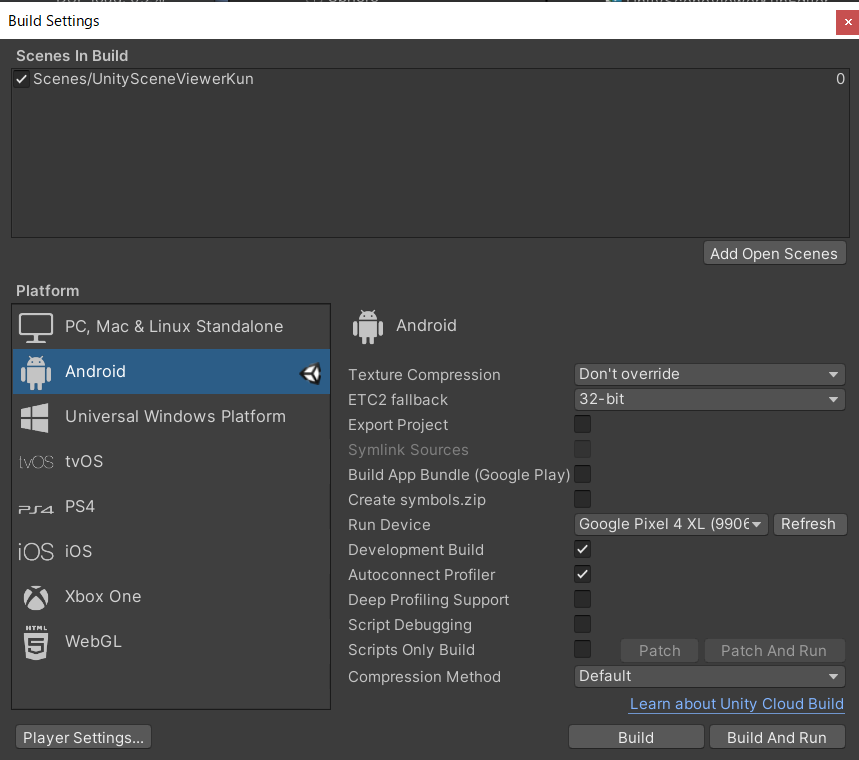 Build Settings
Scenes In Build
Scenes/UnitySceneViewerKun 0
Add Open Scenes
Platform
PC, Mac & Linux Standalone
Android
Universal Windows Platform
tvOS tvOS
PS4 PS4
iOS iOS
Xbox One
HTML 5 WebGL
Android
Texture Compression Don't override
ETC2 fallback 32-bit
Export Project
Symlink Sources
Build App Bundle (Google Play)
Create symbols.zip
Run Device Google Pixel 4 XL (9906 Refresh
Development Build
Autoconnect Profiler
Deep Profiling Support
Script Debugging
Scripts Only Build Patch Patch And Run
Compression Method Default
Learn about Unity Cloud Build
Player Settings... Build Build And Run